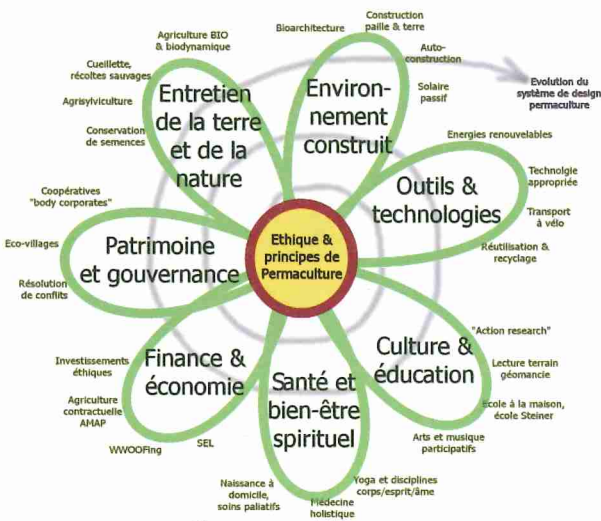 Agriculture BIO
& biodynamique
Cueillette,
récoltes sauvages
Agrisylviculture
Conservation
de semences
Entretien
de la terre
et de la
nature
Bioarchitecture
Construction
paille & terre
Auto-
construction
Solaire
passif
Environ-
nement
construit
Evolution du
système de design
permaculture
Energies renouvelables
Technolgie
appropriée
Transport
à vélo
Réutilisation &
recyclage
Outils &
technologies
Coopératives
"body corporates"
Eco-villages
Résolution
de conflits
Patrimoine
et gouvernance
Ethique &
principes de
Permaculture
"Action research"
Lecture terrain
géomancie
Ecole à la maison,
école Steiner
Arts et musique
participatifs
Culture &
éducation
Investissements
éthiques
Agriculture
contractuelle
AMAP
WWOOFing
SEL
Finance &
économie
Santé et
bien-être
spirituel
Naissance à
domicile,
soins paliatifs
Médecine
holistique
Yoga et disciplines
corps/esprit/âme